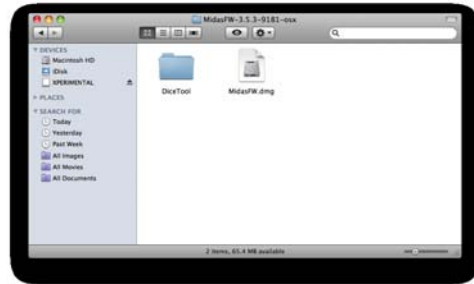 MidasFW-3.5.3-9181-osx
DEVICES
Macintosh HD
iDisk
XPERIMENTAL
PLACES
SEARCH FOR
Today
Yesterday
Past Week
All Images
All Movies
All Documents
DiceTool
MidasFW.dmg
2 items, 65.4 MB available